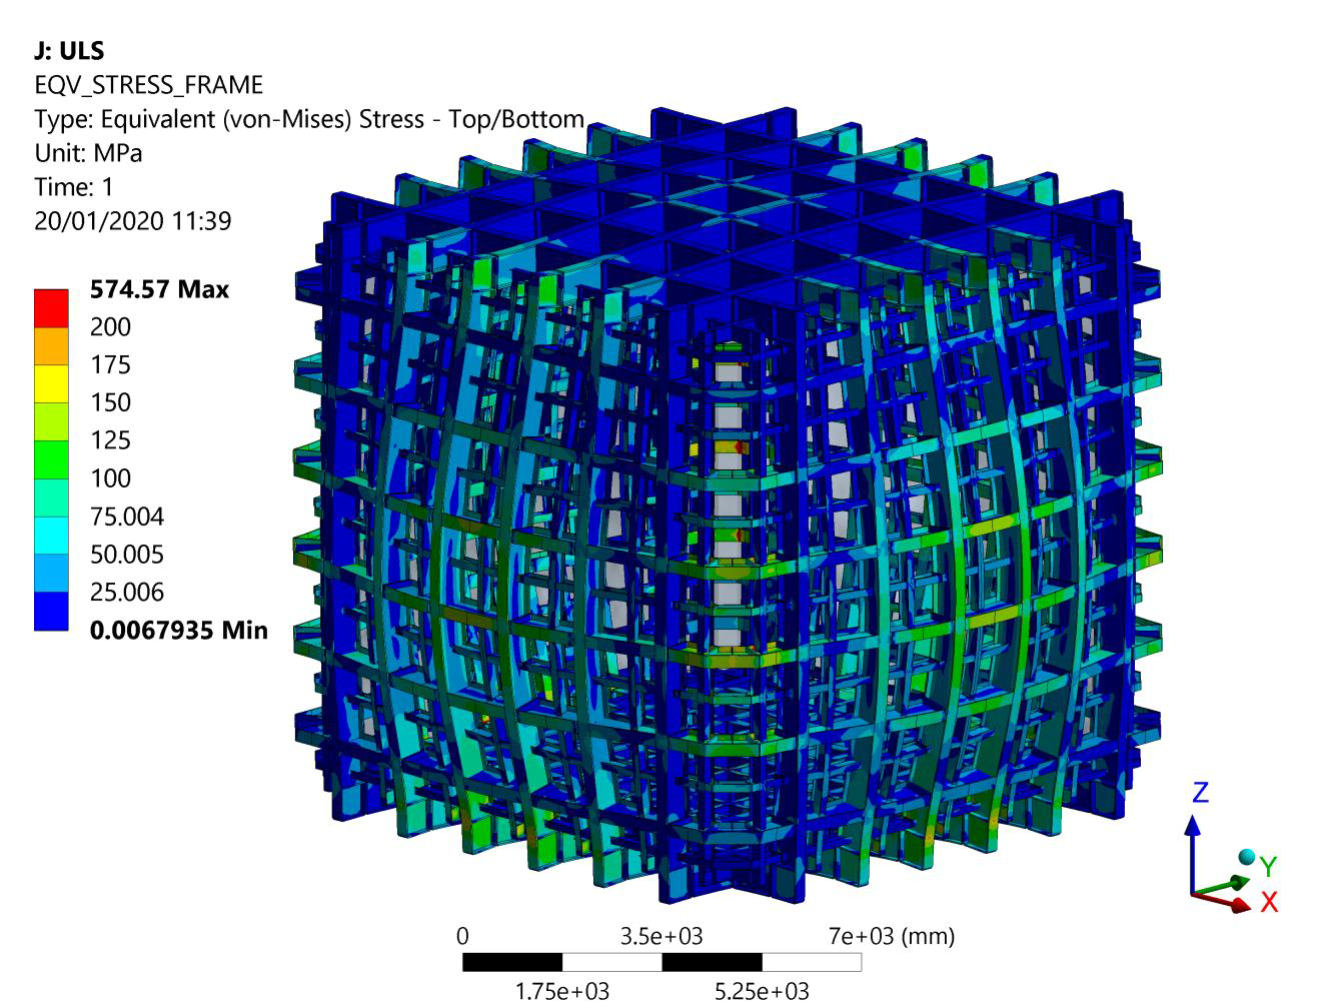 J: ULS
EQV_STRESS_FRAME
Type: Equivalent (von-Mises) Stress - Top/Bottom
Unit: MPa
Time: 1
20/01/2020 11:39
574.57 Max
200
175
150
125
100
75.004
50.005
25.006
0.0067935 Min
Z
Y
X
0 3.5e+03 7e+03 (mm)
1.75e+03 5.25e+03